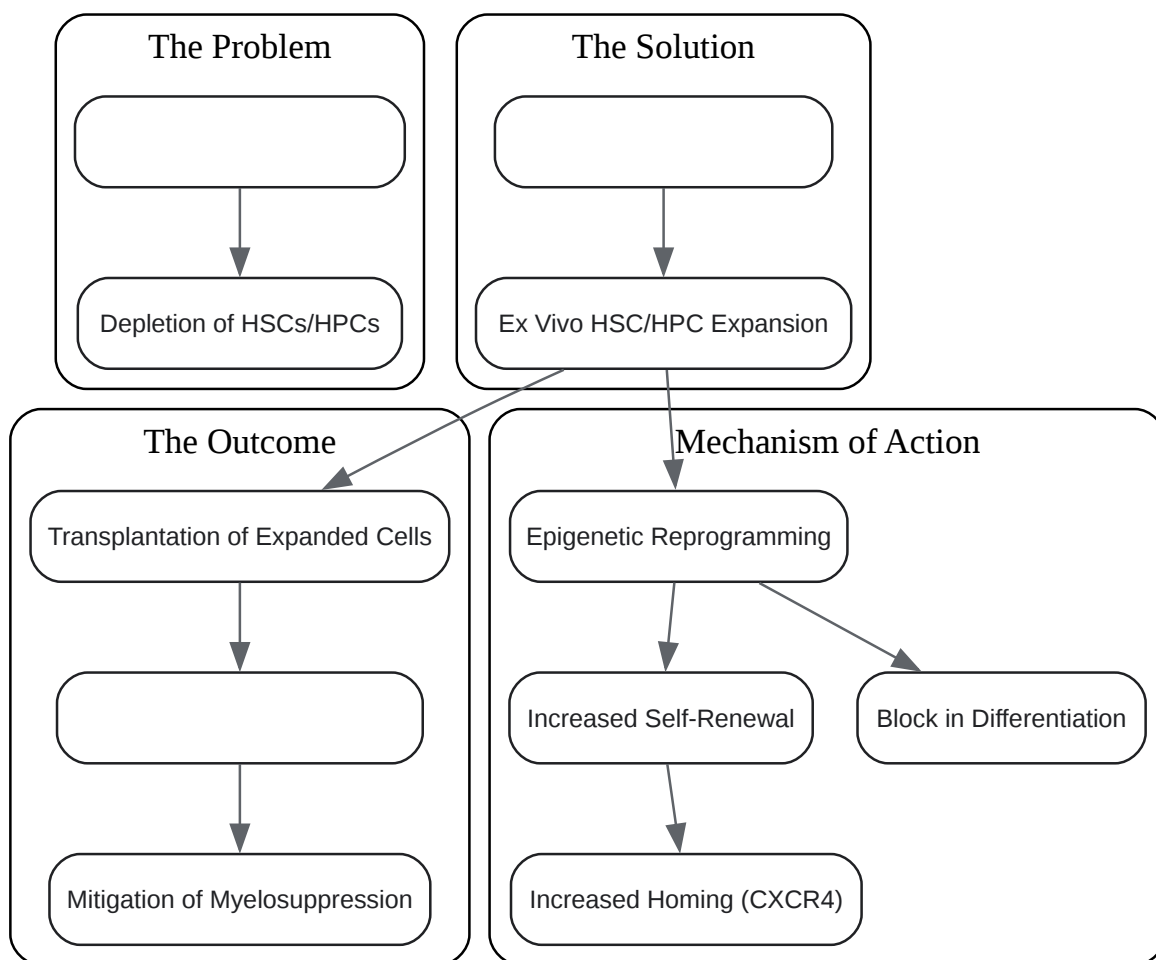 The Problem
Depletion of HSCs/HPCs
The Solution
Ex Vivo HSC/HPC Expansion
The Outcome
Transplantation of Expanded Cells
Mitigation of Myelosuppression
Mechanism of Action
Epigenetic Reprogramming
Increased Self-Renewal
Block in Differentiation
Increased Homing (CXCR4)